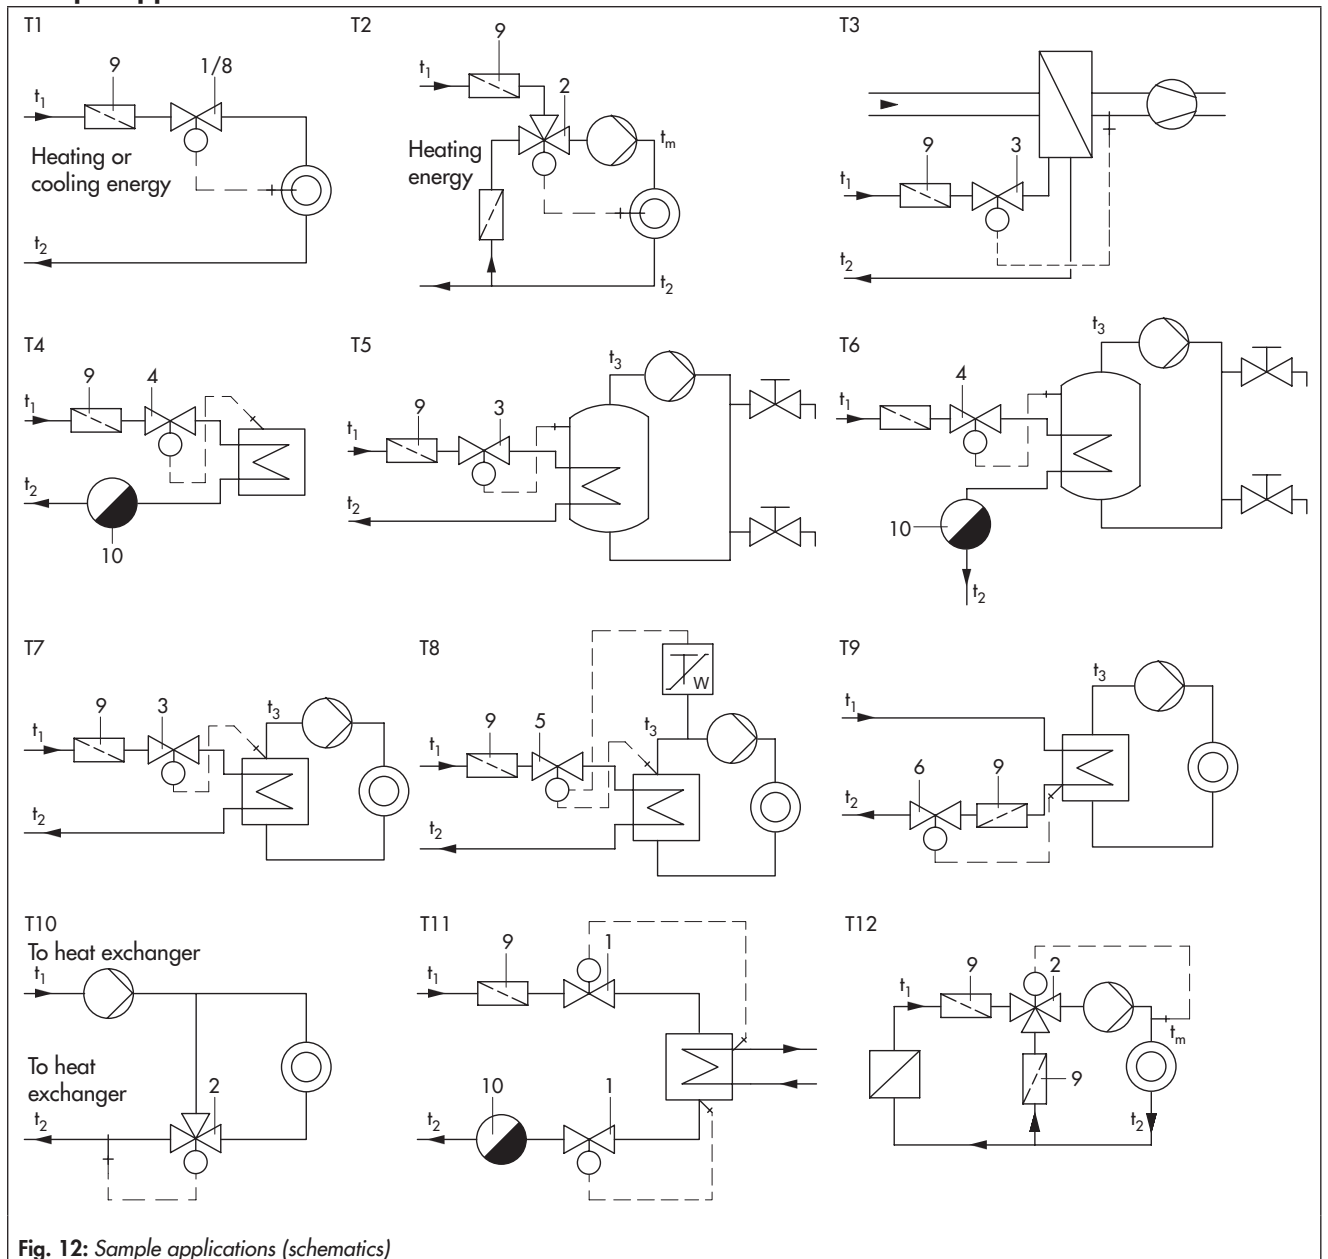 T1
9
1/8
t1
Heating or
cooling energy
t2
T2
9
t1
2
Heating
energy
tm
t2
T3
9
3
t1
t2
T4
9
4
t1
t2
10
T5
t3
9
3
t1
t2
T6
t3
4
t1
10
t2
T7
9
3
t3
t1
t2
T8
W
9
5
t3
t1
t2
T9
t3
t1
6
9
t2
T10
To heat exchanger
t1
To heat
exchanger
2
t2
T11
9
1
t1
10
1
t2
T12
9
2
t1
tm
9
t2
Fig. 12: Sample applications (schematics)